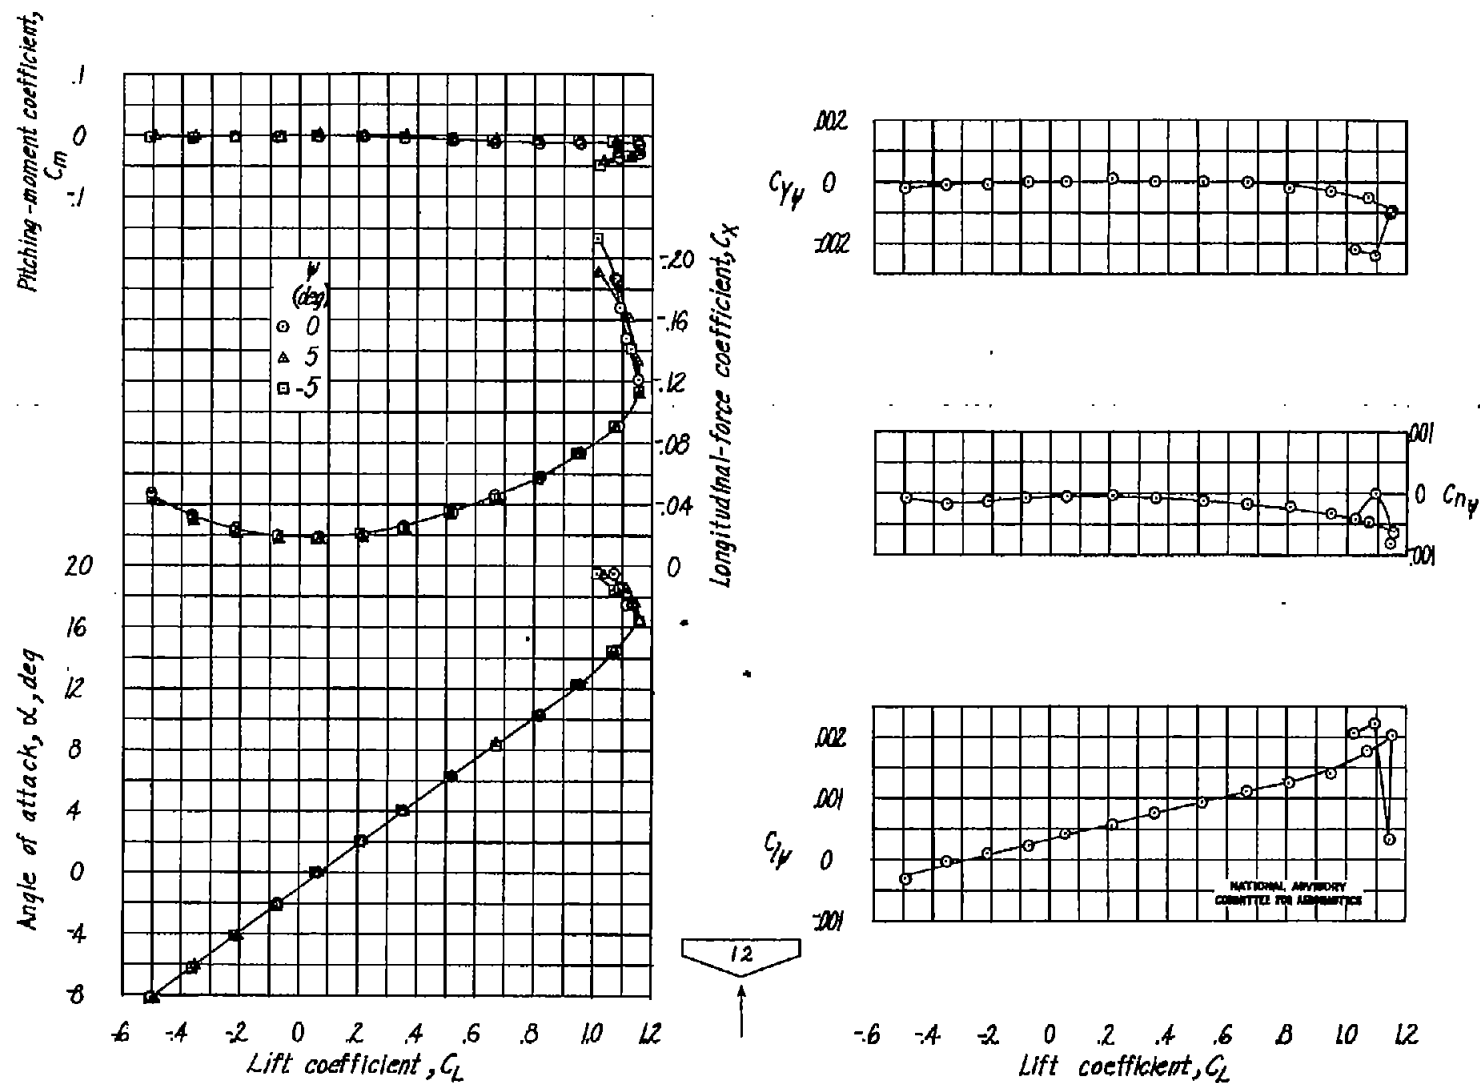 Pitching-moment coefficient,
Cm
.1
0
-.1
ψ
(deg)
0
5
-5
-.20
-.16
-.12
-.08
-.04
0
Longitudinal-force coefficient, CX
20
16
12
8
4
0
-4
-8
Angle of attack, α, deg
-.6 -.4 -.2 0 .2 .4 .6 .8 1.0 1.2
Lift coefficient, CL
12
.002
CYψ 0
-.002
.001
0 Cnψ
-.001
.002
.001
Clψ 0
-.001
NATIONAL ADVISORY
COMMITTEE FOR AERONAUTICS
-.6 -.4 -.2 0 .2 .4 .6 .8 1.0 1.2
Lift coefficient, CL